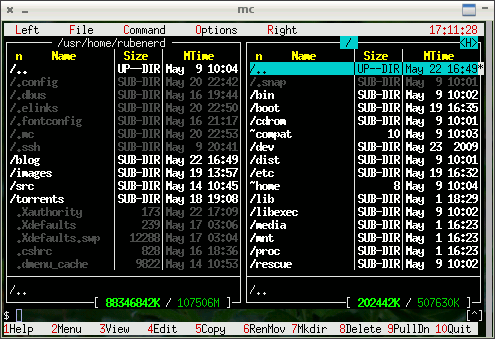 mc
Left File Command Options Right 17:11:28
/usr/home/rubenerd / <H>
n Name Size MTime n Name Size MTime
/.. UP--DIR May 9 10:04 /.. UP--DIR May 22 16:49*
/.config SUB-DIR May 20 22:42 /.snap SUB-DIR May 9 10:01
/.dbus SUB-DIR May 16 19:44 /bin SUB-DIR May 9 10:02
/.elinks SUB-DIR May 20 22:50 /boot SUB-DIR May 19 16:35
/.fontconfig SUB-DIR May 16 21:17 /cdrom SUB-DIR May 9 10:01
/.mc SUB-DIR May 20 22:53 ~compat 10 May 9 10:03
/.ssh SUB-DIR May 9 20:41 /dev SUB-DIR May 23 2009
/blog SUB-DIR May 22 16:49 /dist SUB-DIR May 9 10:01
/images SUB-DIR May 19 13:57 /etc SUB-DIR May 19 16:32
/src SUB-DIR May 14 10:45 ~home 8 May 9 10:04
/torrents SUB-DIR May 18 19:08 /lib SUB-DIR May 1 18:29
.Xauthority 173 May 22 17:09 /libexec SUB-DIR May 9 10:02
.Xdefaults 239 May 17 03:06 /media SUB-DIR May 1 16:23
.Xdefaults.swp 12288 May 17 03:04 /mnt SUB-DIR May 1 16:23
.cshrc 828 May 16 18:36 /proc SUB-DIR May 1 16:23
.dmenu_cache 9822 May 14 10:53 /rescue SUB-DIR May 9 10:02
/.. /..
[ 88346842K / 107506M ] [ 202442K / 507630K ]
$ [^]
1Help 2Menu 3View 4Edit 5Copy 6RenMov 7Mkdir 8Delete 9PullDn 10Quit